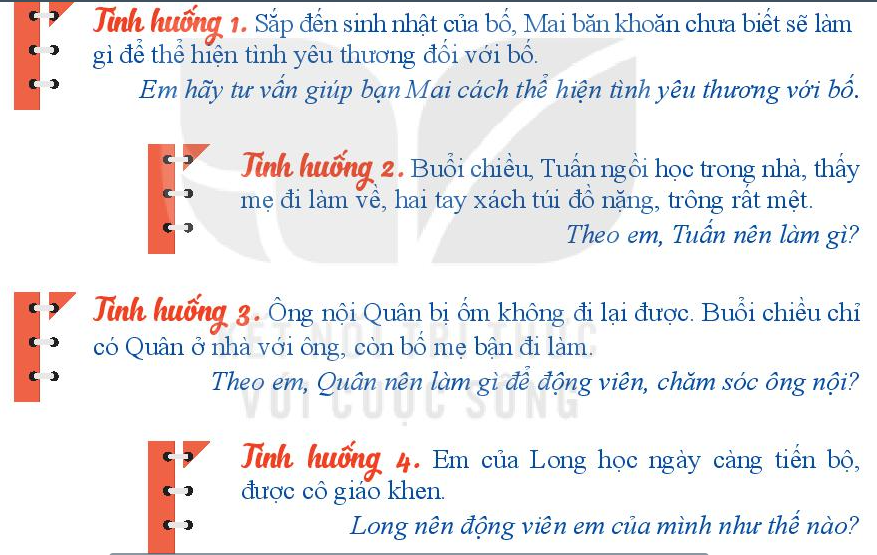 Tình huống 1. Sắp đến sinh nhật của bố, Mai băn khoăn chưa biết sẽ làm
gì để thể hiện tình yêu thương đối với bố.
Em hãy tư vấn giúp bạn Mai cách thể hiện tình yêu thương với bố.
Tình huống 2. Buổi chiều, Tuấn ngồi học trong nhà, thấy
mẹ đi làm về, hai tay xách túi đồ nặng, trông rất mệt.
Theo em, Tuấn nên làm gì?
Tình huống 3. Ông nội Quân bị ốm không đi lại được. Buổi chiều chỉ
có Quân ở nhà với ông, còn bố mẹ bận đi làm.
Theo em, Quân nên làm gì để động viên, chăm sóc ông nội?
KẾT NỐI TRI THỨC
VỚI CUỘC SỐNG
Tình huống 4. Em của Long học ngày càng tiến bộ,
được cô giáo khen.
Long nên động viên em của mình như thế nào?